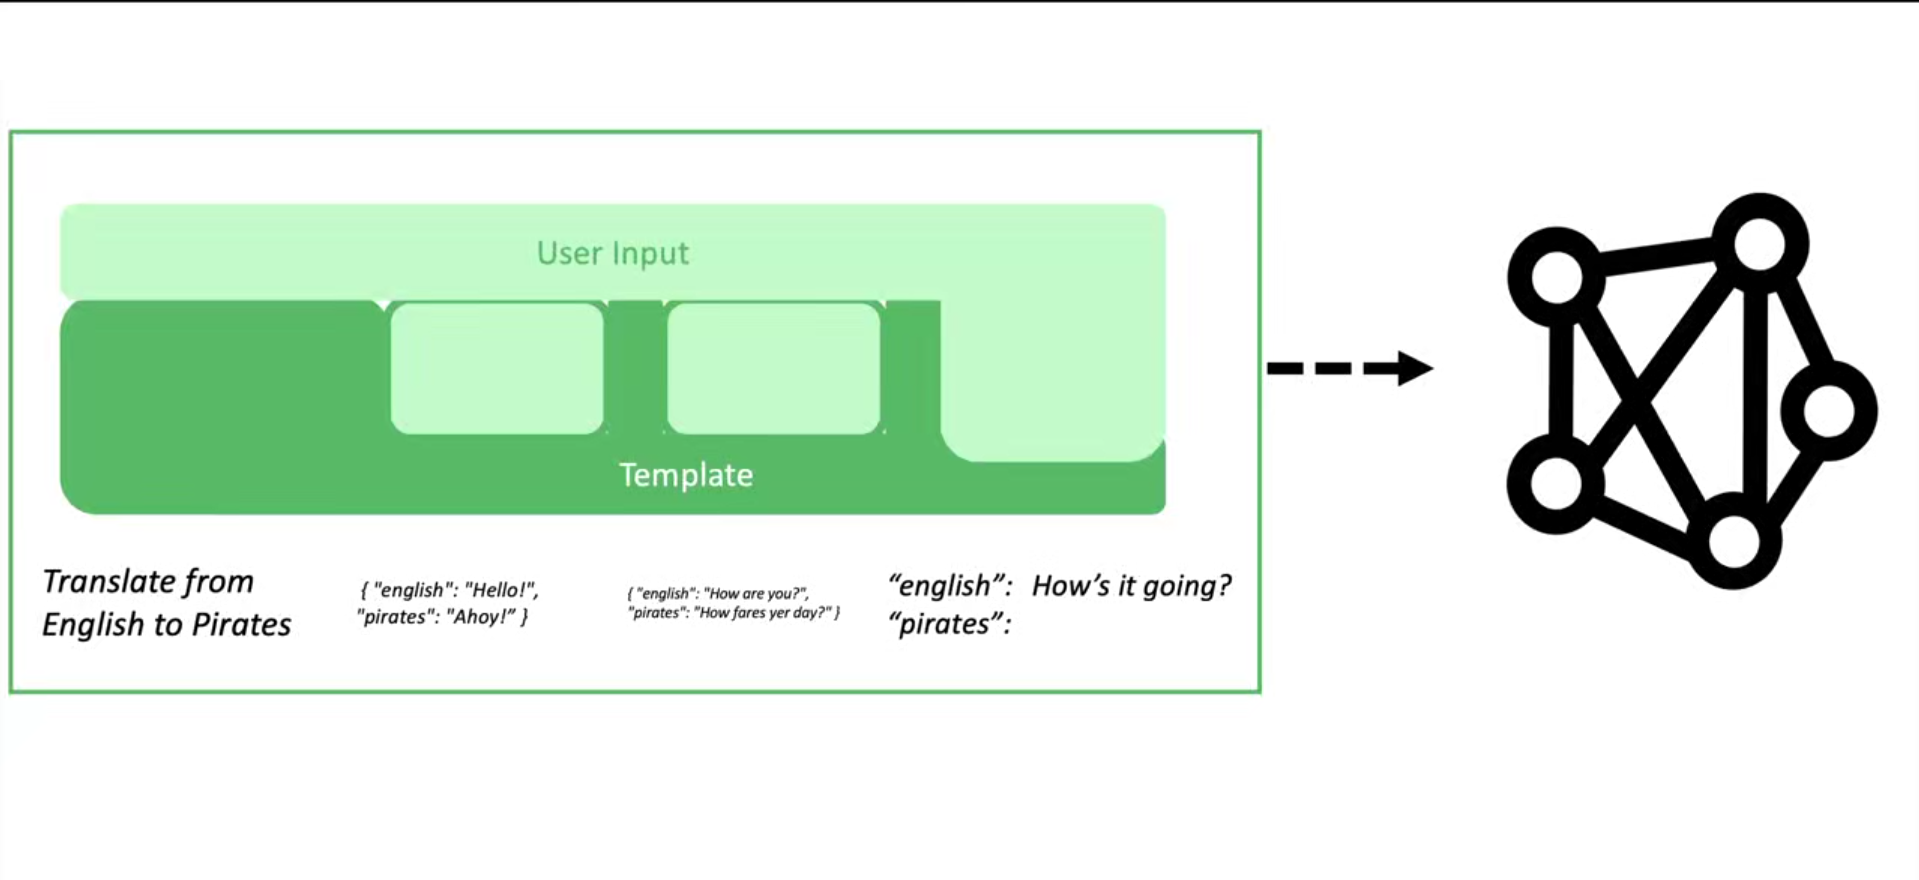 User Input
Template
Translate from
English to Pirates
{ "english": "Hello!",
"pirates": "Ahoy!” }
{ "english": "How are you?",
"pirates": "How fares yer day?" }
“english”: How’s it going?
“pirates”: